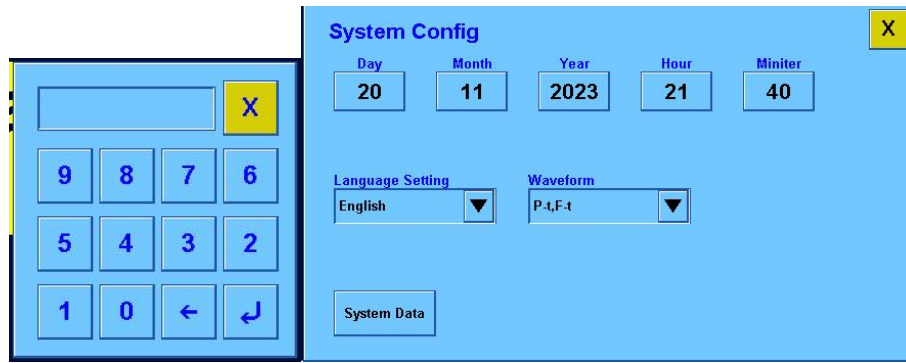 X
9 8 7 6
5 4 3 2
1 0 ← ↲
System Config X
Day Month Year Hour Miniter
20 11 2023 21 40
Language Setting Waveform
English ▼ P-t,F-t ▼
System Data